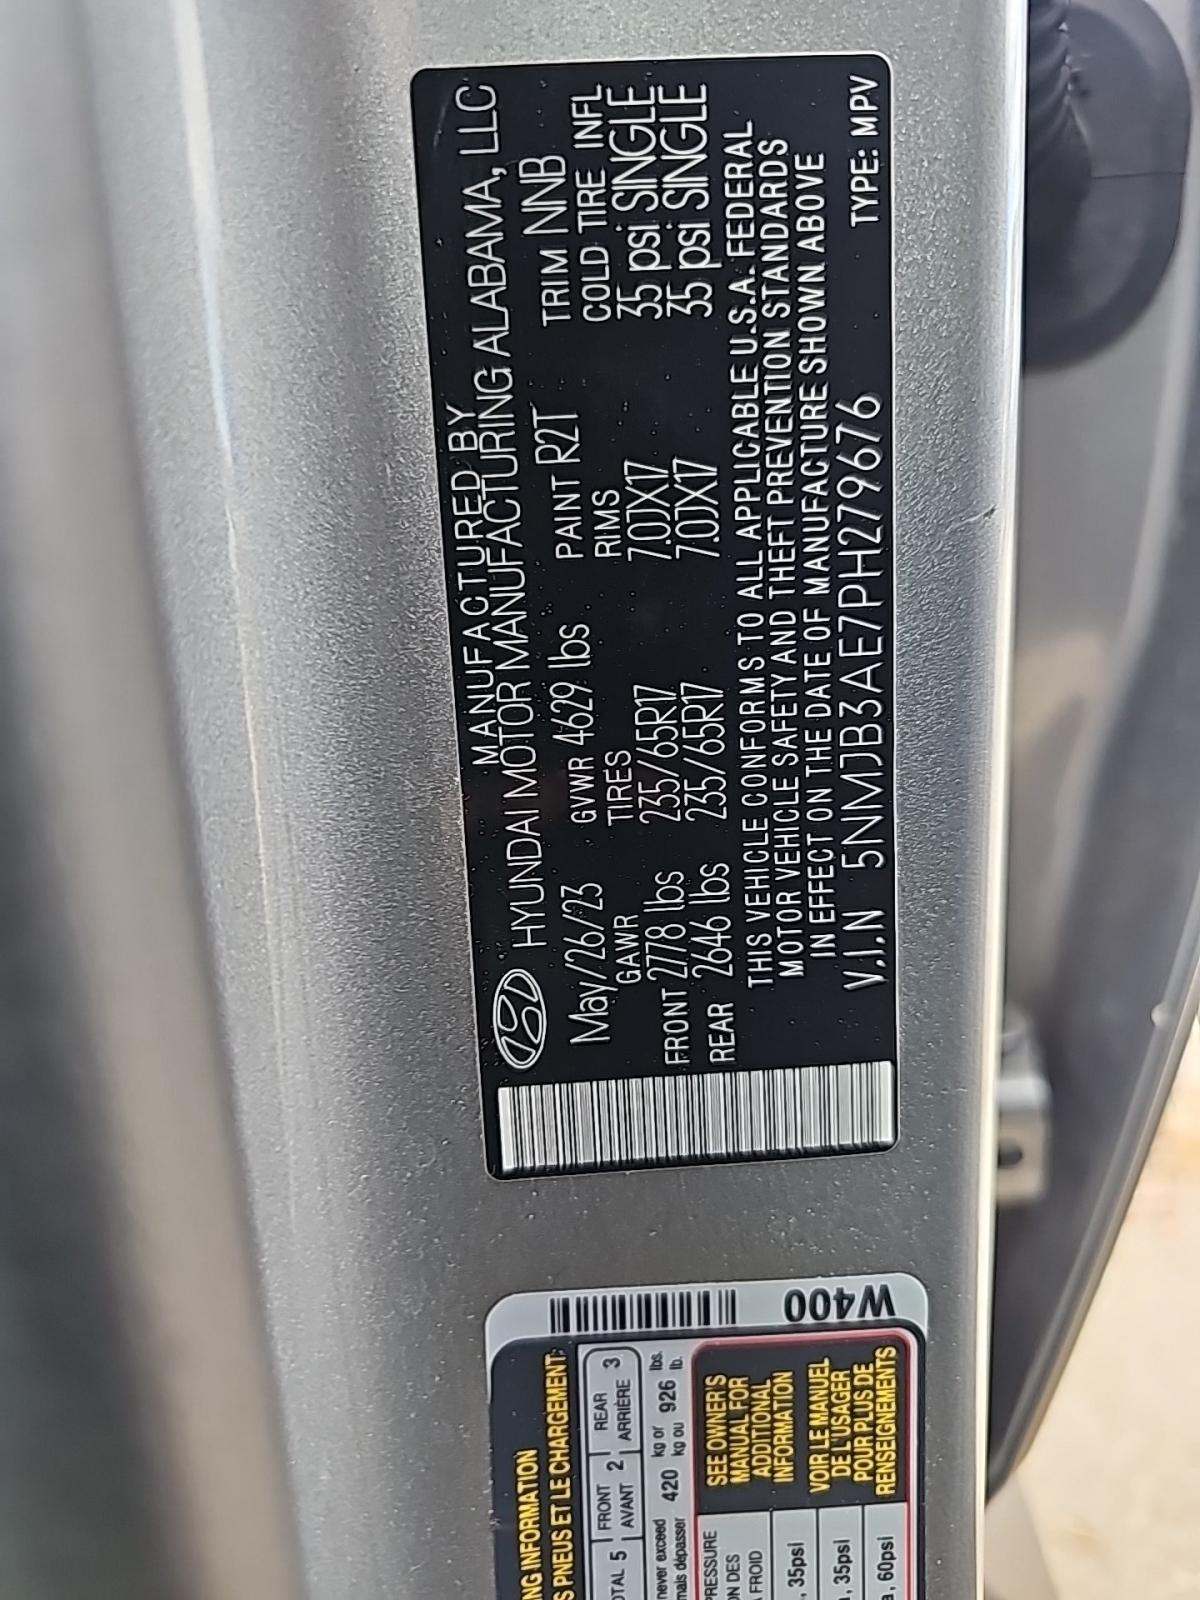 MANUFACTURED BY
HYUNDAI MOTOR MANUFACTURING ALABAMA, LLC
May/26/23 GVWR 4629 lbs PAINT R2T TRIM NNB
GAWR TIRES RIMS COLD TIRE INFL
FRONT 2778 lbs 235/65R17 7.0JX17 35 psi SINGLE
REAR 2646 lbs 235/65R17 7.0JX17 35 psi SINGLE
THIS VEHICLE CONFORMS TO ALL APPLICABLE U.S.A. FEDERAL
MOTOR VEHICLE SAFETY AND THEFT PREVENTION STANDARDS
IN EFFECT ON THE DATE OF MANUFACTURE SHOWN ABOVE
V.I.N 5NMJB3AE7PH279676 TYPE: MPV
W400
INFORMATION
S PNEUS ET LE CHARGEMENT
OTAL 5 FRONT 2 REAR 3
AVANT ARRIÈRE
never exceed 420 kg or 926 lbs.
mais dépasser kg ou lb.
PRESSURE
ON DES
FROID
, 35psi
a, 35psi
a, 60psi
SEE OWNER'S
MANUAL FOR
ADDITIONAL
INFORMATION
VOIR LE MANUEL
DE L'USAGER
POUR PLUS DE
RENSEIGNEMENTS